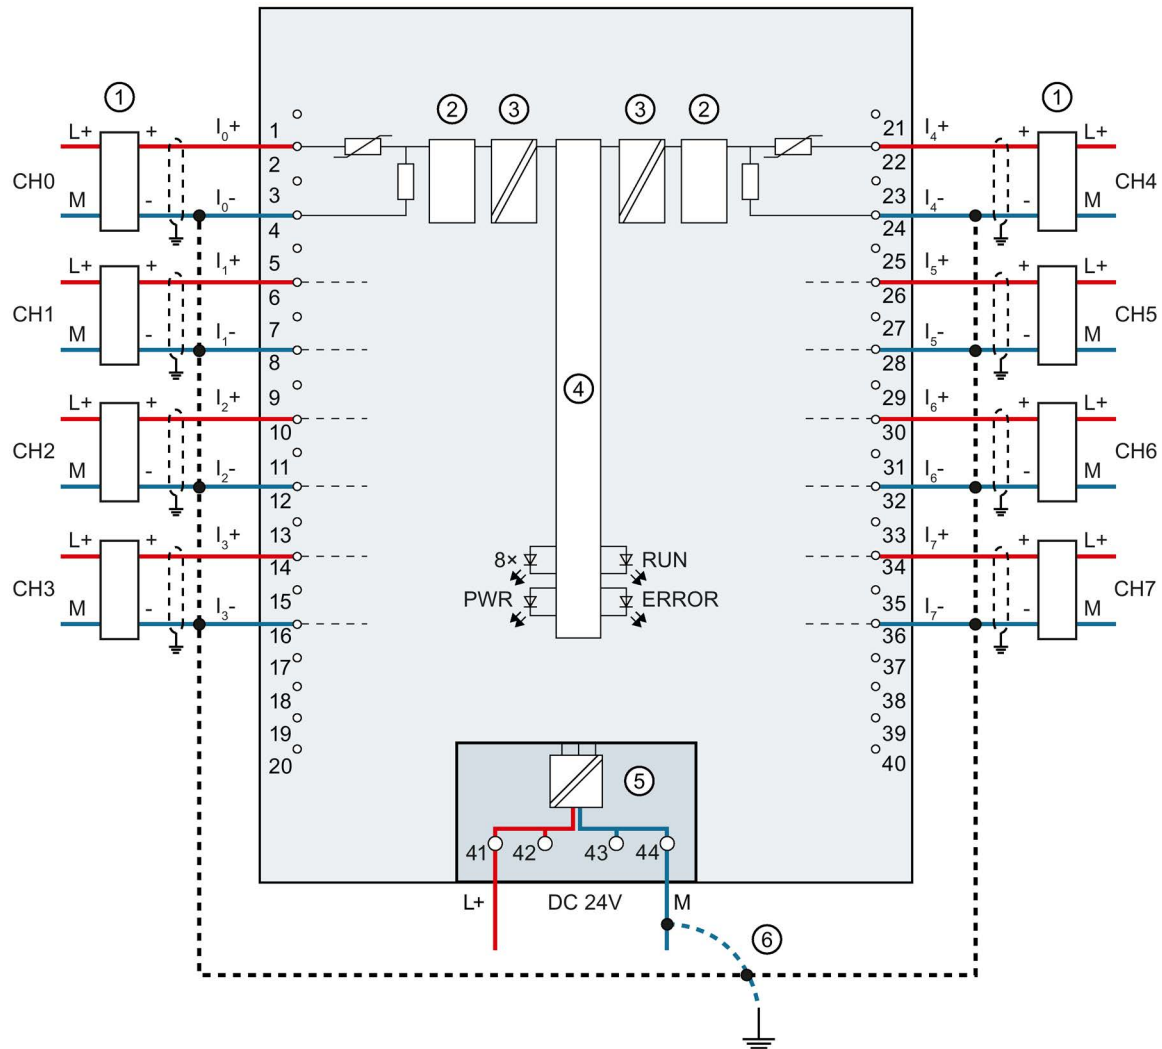 ① ② ③ ③ ② ①
L+ + I0+ 1 21 I4+ + L+
CH0 2 22 CH4
M - I0- 3 23 I4- - M
4 24
L+ + I1+ 5 25 I5+ + L+
CH1 6 26 CH5
M - I1- 7 27 I5- - M
8 28
④
L+ + I2+ 9 29 I6+ + L+
CH2 10 30 CH6
M - I2- 11 31 I6- - M
12 32
L+ + I3+ 13 33 I7+ + L+
14 8× RUN 34
CH3 CH7
M - I3- 15 PWR ERROR 35 I7- - M
16 36
17 37
18 38
19 39
20 40
⑤
41 42 43 44
L+ DC 24V M
⑥